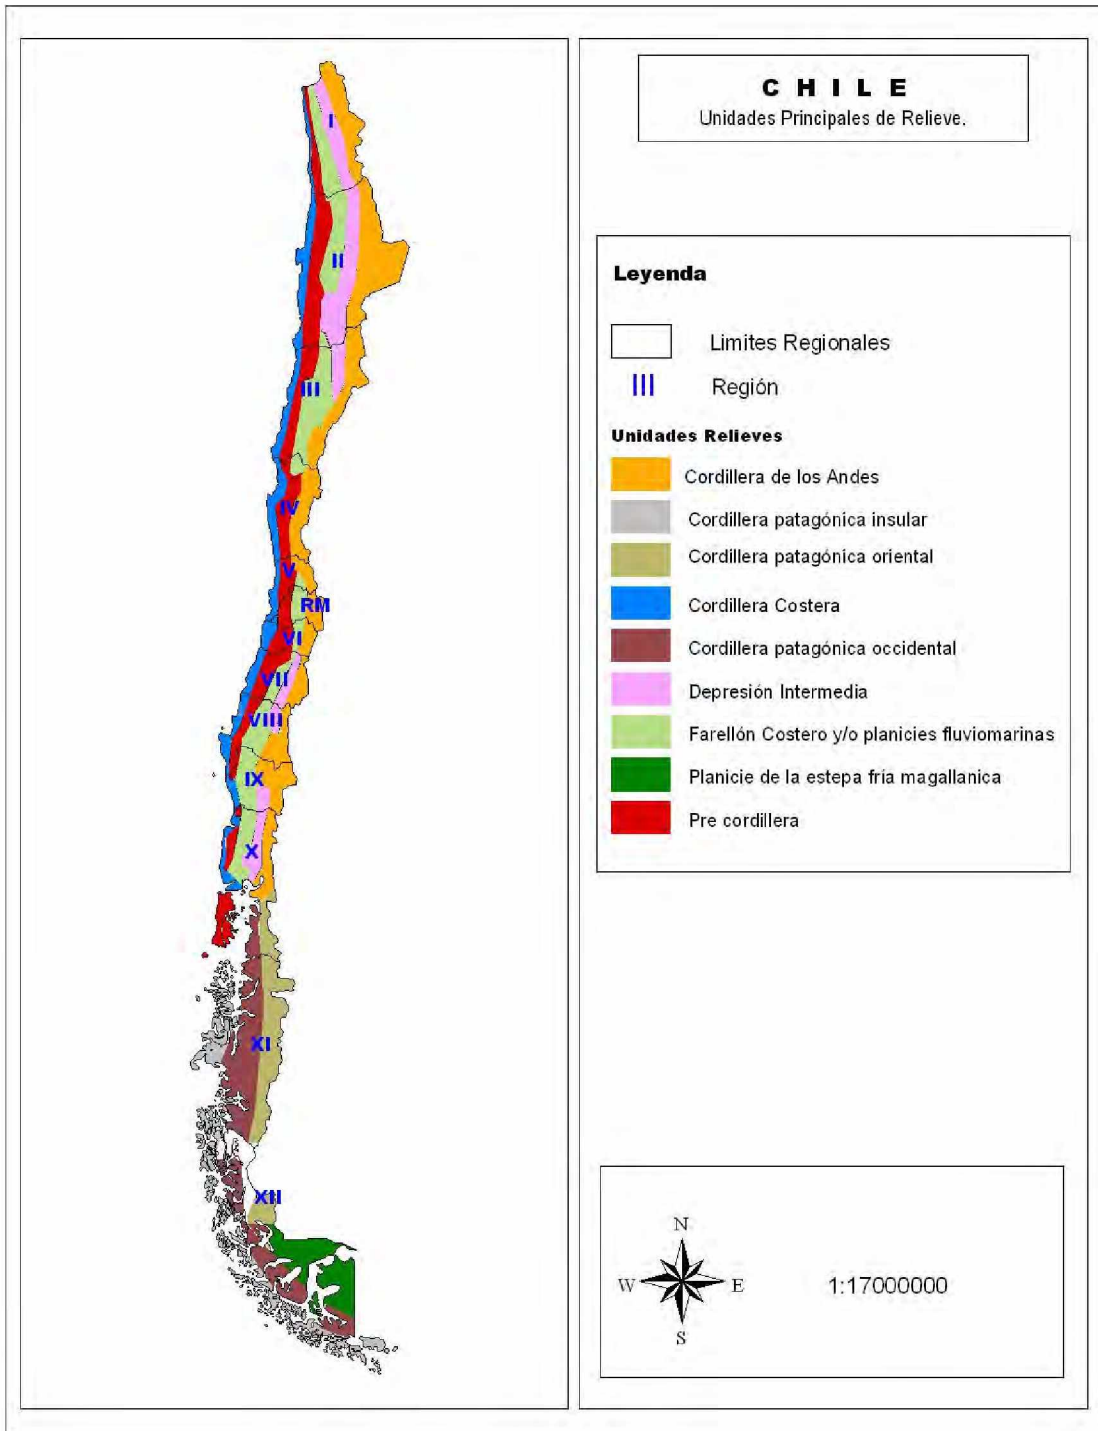 C H I L E
Unidades Principales de Relieve.
I
II
III
IV
V
RM
VI
VII
VIII
IX
X
XI
XII
Leyenda
Limites Regionales
III Región
Unidades Relieves
Cordillera de los Andes
Cordillera patagónica insular
Cordillera patagónica oriental
Cordillera Costera
Cordillera patagónica occidental
Depresión Intermedia
Farellón Costero y/o planicies fluviomarinas
Planicie de la estepa fría magallanica
Pre cordillera
N
W E
S
1:17000000